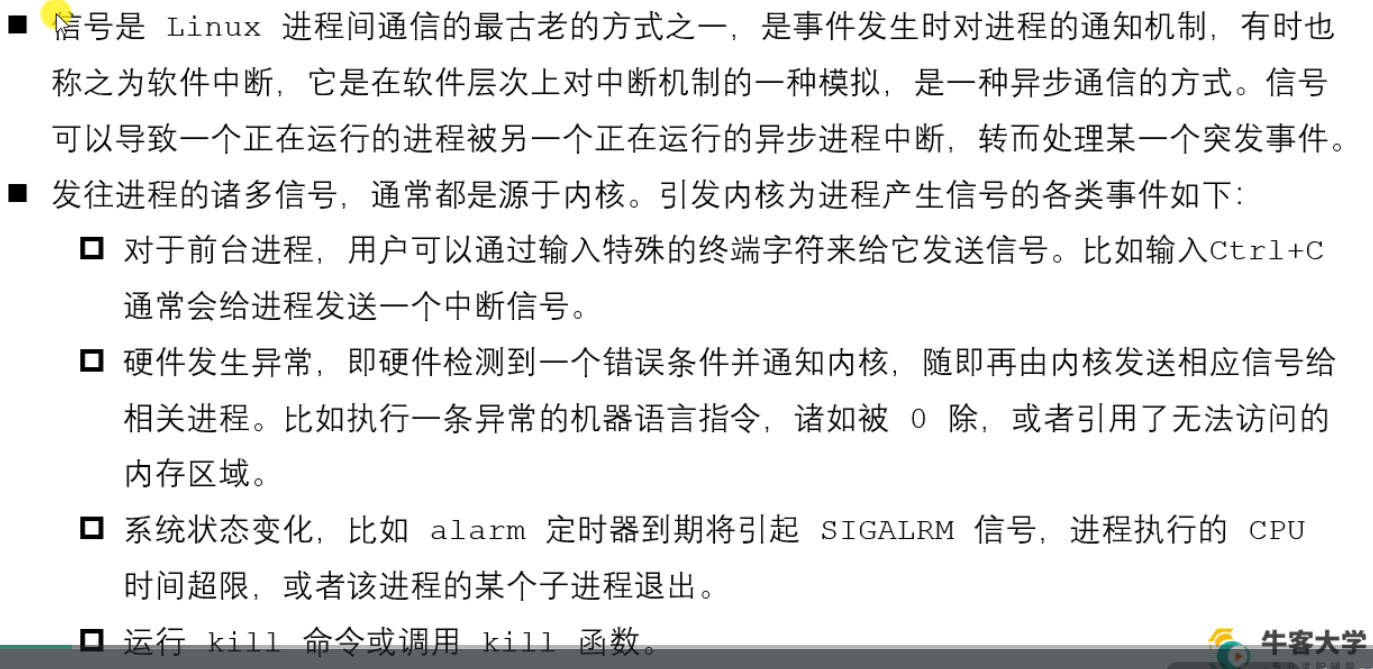 ■ 信号是 Linux 进程间通信的最古老的方式之一，是事件发生时对进程的通知机制，有时也
称之为软件中断，它是在软件层次上对中断机制的一种模拟，是一种异步通信的方式。信号
可以导致一个正在运行的进程被另一个正在运行的异步进程中断，转而处理某一个突发事件。
■ 发往进程的诸多信号，通常都是源于内核。引发内核为进程产生信号的各类事件如下：
□ 对于前台进程，用户可以通过输入特殊的终端字符来给它发送信号。比如输入Ctrl+C
通常会给进程发送一个中断信号。
□ 硬件发生异常，即硬件检测到一个错误条件并通知内核，随即再由内核发送相应信号给
相关进程。比如执行一条异常的机器语言指令，诸如被 0 除，或者引用了无法访问的
内存区域。
□ 系统状态变化，比如 alarm 定时器到期将引起 SIGALRM 信号，进程执行的 CPU
时间超限，或者该进程的某个子进程退出。
□ 运行 kill 命令或调用 kill 函数。
牛客大学